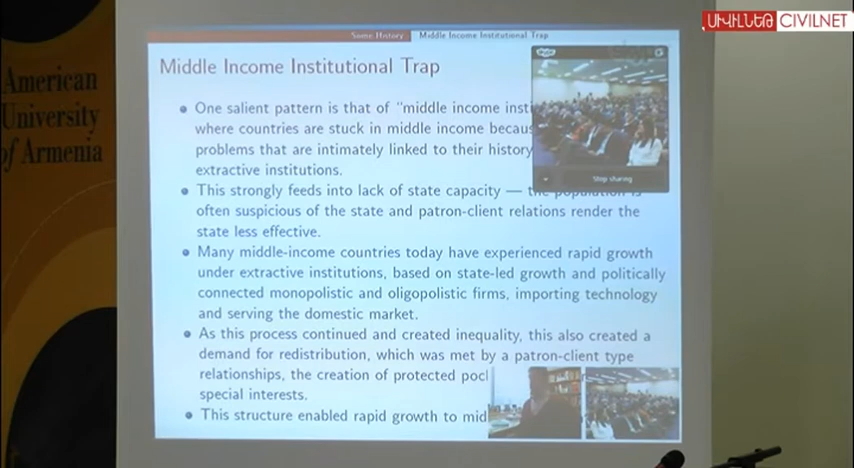 ՍԻՎԻԼՆԵԹ CIVILNET
American
University
of Armenia
Some History
Middle Income Institutional Trap
Middle Income Institutional Trap
One salient pattern is that of “middle income insti
where countries are stuck in middle income becaus
problems that are intimately linked to their history
extractive institutions.
This strongly feeds into lack of state capacity — the population is
often suspicious of the state and patron-client relations render the
state less effective.
Many middle-income countries today have experienced rapid growth
under extractive institutions, based on state-led growth and politically
connected monopolistic and oligopolistic firms, importing technology
and serving the domestic market.
As this process continued and created inequality, this also created a
demand for redistribution, which was met by a patron-client type
relationships, the creation of protected pocl
special interests.
This structure enabled rapid growth to mid
Stop sharing